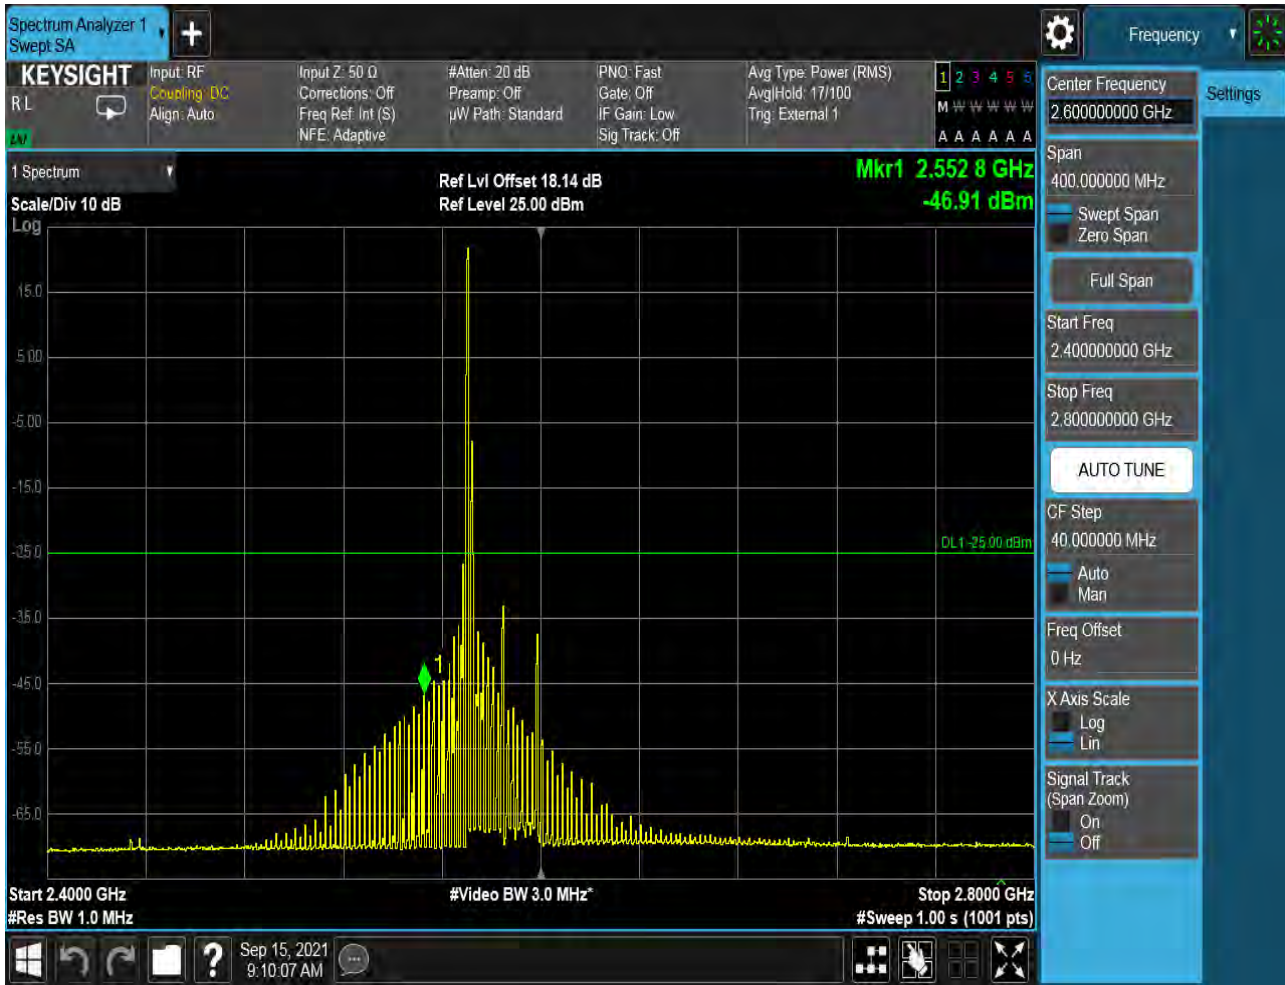 Spectrum Analyzer 1
Swept SA
Frequency
KEYSIGHT
R L
Input: RF
Coupling: DC
Align: Auto
Input Z: 50 Ω
Corrections: Off
Freq Ref: Int (S)
NFE: Adaptive
#Atten: 20 dB
Preamp: Off
µW Path: Standard
PNO: Fast
Gate: Off
IF Gain: Low
Sig Track: Off
Avg Type: Power (RMS)
Avg|Hold: 17/100
Trig: External 1
1 2 3 4 5 6
M W W W W W
A A A A A A
1 Spectrum
Scale/Div 10 dB
Log
Ref Lvl Offset 18.14 dB
Ref Level 25.00 dBm
Mkr1 2.552 8 GHz
-46.91 dBm
15.0
5.00
-5.00
-15.0
-25.0
-35.0
-45.0
-55.0
-65.0
DL1 -25.00 dBm
1
Start 2.4000 GHz
#Res BW 1.0 MHz
#Video BW 3.0 MHz*
Stop 2.8000 GHz
#Sweep 1.00 s (1001 pts)
Center Frequency
2.600000000 GHz
Settings
Span
400.000000 MHz
Swept Span
Zero Span
Full Span
Start Freq
2.400000000 GHz
Stop Freq
2.800000000 GHz
AUTO TUNE
CF Step
40.000000 MHz
Auto
Man
Freq Offset
0 Hz
X Axis Scale
Log
Lin
Signal Track
(Span Zoom)
On
Off
?
Sep 15, 2021
9:10:07 AM